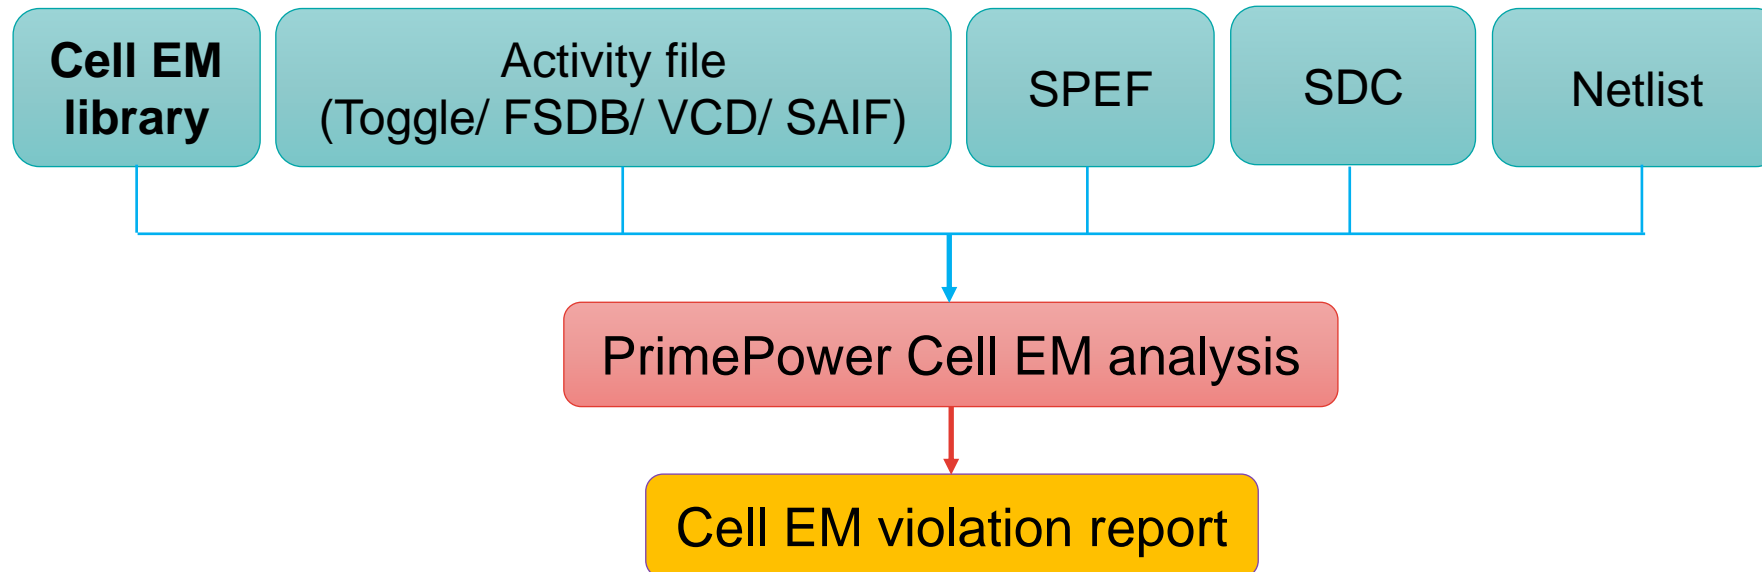 Cell EM
library
Activity file
(Toggle/ FSDB/ VCD/ SAIF)
SPEF
SDC
Netlist
PrimePower Cell EM analysis
Cell EM violation report